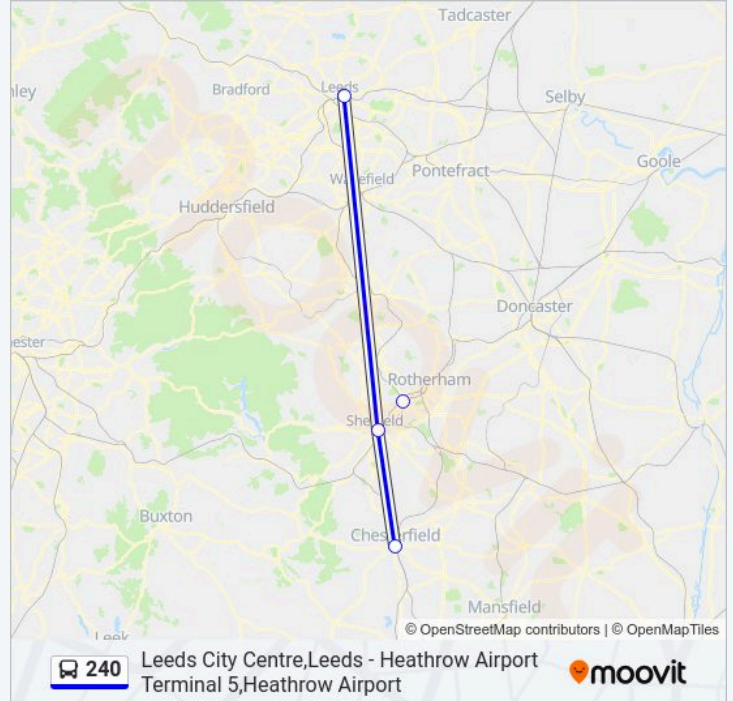 Tadcaster
nley
Bradford
Leeds
Selby
Goole
Pontefract
Wakefield
Huddersfield
Doncaster
ester
Rotherham
Sheffield
Buxton
Chesterfield
Mansfield
Leek
© OpenStreetMap contributors | © OpenMapTiles
240
Leeds City Centre,Leeds - Heathrow Airport
Terminal 5,Heathrow Airport
moovit